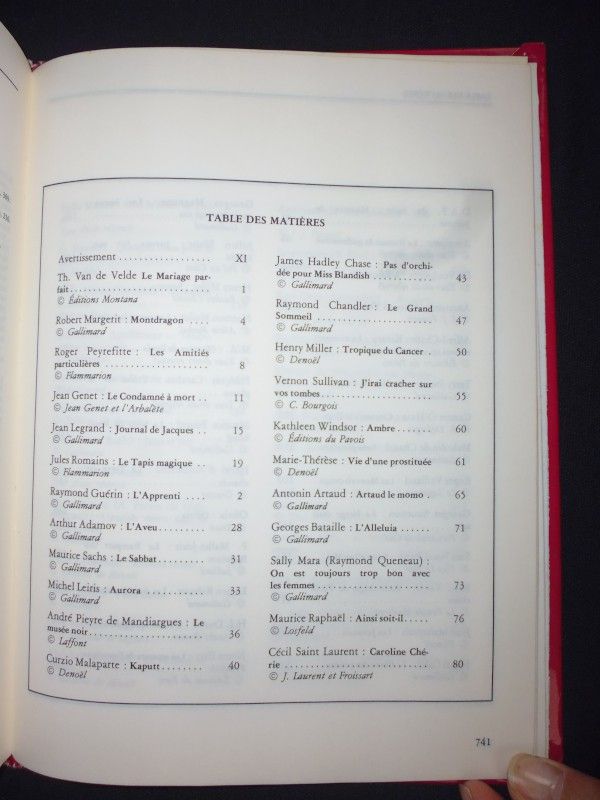 TABLE DES MATIÈRES
Avertissement . . . . . . . . . . . . . . . . . . XI
Th. Van de Velde Le Mariage par-
fait . . . . . . . . . . . . . . . . . . . . . . . . . . . . 1
© Éditions Montana
Robert Margerit : Montdragon . . . . 4
© Gallimard
Roger Peyrefitte : Les Amitiés
particulières . . . . . . . . . . . . . . . . . . . . 8
© Flammarion
Jean Genet : Le Condamné à mort . . 11
© Jean Genet et l'Arbalète
Jean Legrand : Journal de Jacques . . 15
© Gallimard
Jules Romains : Le Tapis magique . . 19
© Flammarion
Raymond Guérin : L'Apprenti . . . . 2
© Gallimard
Arthur Adamov : L'Aveu . . . . . . . . . 28
© Gallimard
Maurice Sachs : Le Sabbat . . . . . . . . . 31
© Gallimard
Michel Leiris : Aurora . . . . . . . . . . . 33
© Gallimard
André Pieyre de Mandiargues : Le
musée noir . . . . . . . . . . . . . . . . . . . . . . 36
© Laffont
Curzio Malaparte : Kaputt . . . . . . . . 40
© Denoël
James Hadley Chase : Pas d'orchi-
dée pour Miss Blandish . . . . . . . . . . . 43
© Gallimard
Raymond Chandler : Le Grand
Sommeil . . . . . . . . . . . . . . . . . . . . . . . 47
© Gallimard
Henry Miller : Tropique du Cancer . 50
© Denoël
Vernon Sullivan : J'irai cracher sur
vos tombes . . . . . . . . . . . . . . . . . . . . . 55
© C. Bourgois
Kathleen Windsor : Ambre . . . . . . . 60
© Éditions du Pavois
Marie-Thérèse : Vie d'une prostituée 61
© Denoël
Antonin Artaud : Artaud le momo . 65
© Gallimard
Georges Bataille : L'Alleluia . . . . . . 71
© Gallimard
Sally Mara (Raymond Queneau) :
On est toujours trop bon avec
les femmes . . . . . . . . . . . . . . . . . . . . . 73
© Gallimard
Maurice Raphaël : Ainsi soit-il . . . . . 76
© Losfeld
Cécil Saint Laurent : Caroline Ché-
rie . . . . . . . . . . . . . . . . . . . . . . . . . . . . 80
© J. Laurent et Froissart
741